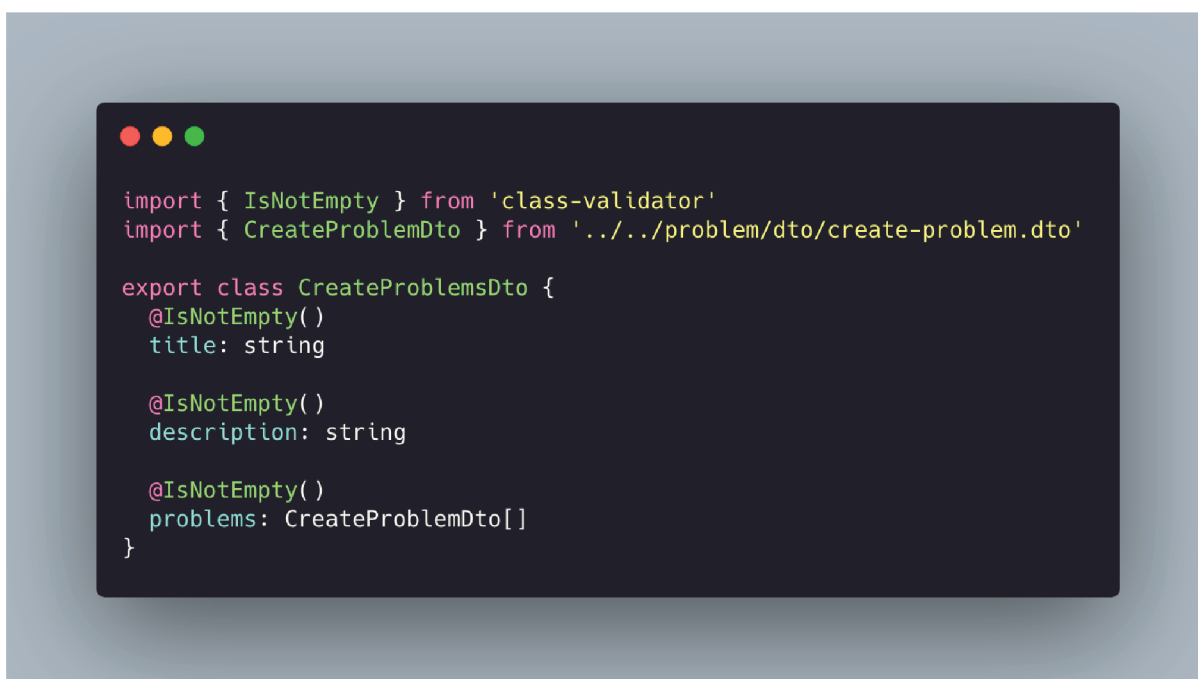 import { IsNotEmpty } from 'class-validator'
import { CreateProblemDto } from '../../problem/dto/create-problem.dto'
export class CreateProblemsDto {
@IsNotEmpty()
title: string
@IsNotEmpty()
description: string
@IsNotEmpty()
problems: CreateProblemDto[]
}